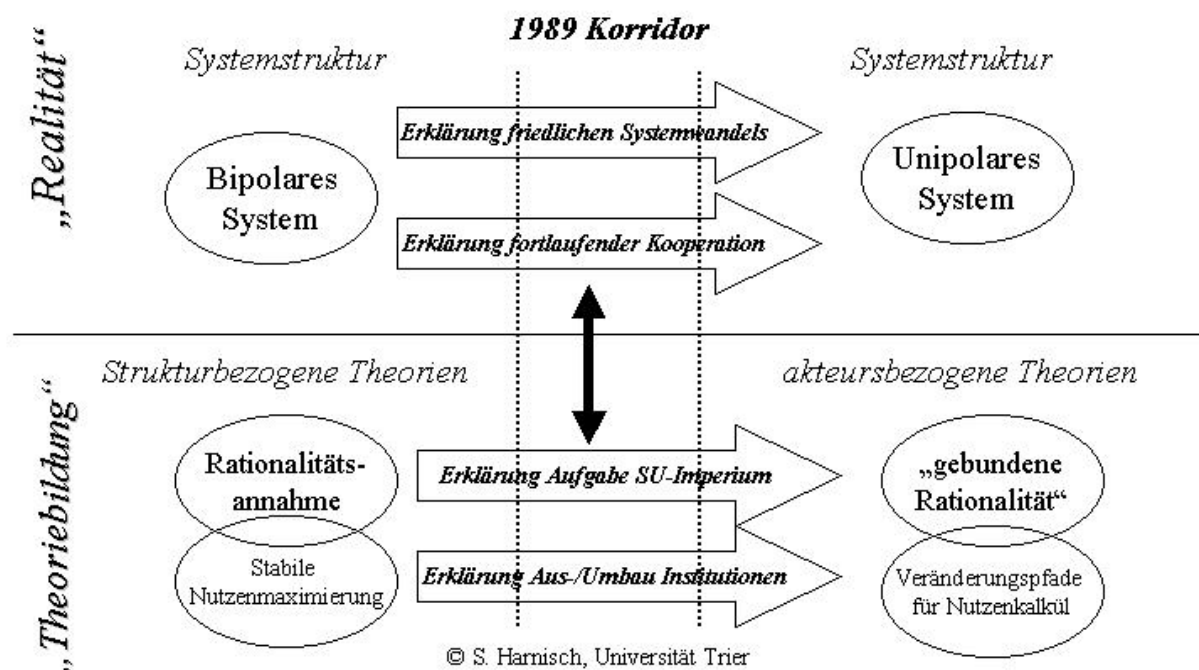 1989 Korridor
„Realität“
Systemstruktur
Systemstruktur
Erklärung friedlichen Systemwandels
Bipolares
System
Unipolares
System
Erklärung fortlaufender Kooperation
„Theoriebildung“
Strukturbezogene Theorien
akteursbezogene Theorien
Rationalitäts-
annahme
Erklärung Aufgabe SU-Imperium
„gebundene
Rationalität“
Stabile
Nutzenmaximierung
Erklärung Aus-/Umbau Institutionen
Veränderungspfade
für Nutzenkalkül
© S. Harnisch, Universität Trier